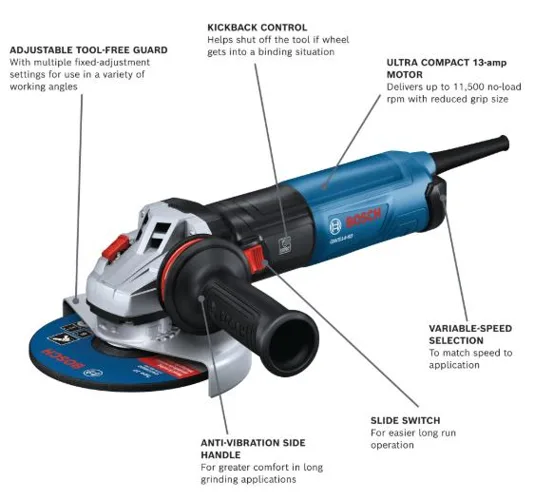 KICKBACK CONTROL
Helps shut off the tool if wheel
gets into a binding situation
ADJUSTABLE TOOL-FREE GUARD
With multiple fixed-adjustment
settings for use in a variety of
working angles
ULTRA COMPACT 13-amp
MOTOR
Delivers up to 11,500 no-load
rpm with reduced grip size
BOSCH
BOSCH
VARIABLE-SPEED
SELECTION
To match speed to
application
SLIDE SWITCH
For easier long run
operation
ANTI-VIBRATION SIDE
HANDLE
For greater comfort in long
grinding applications